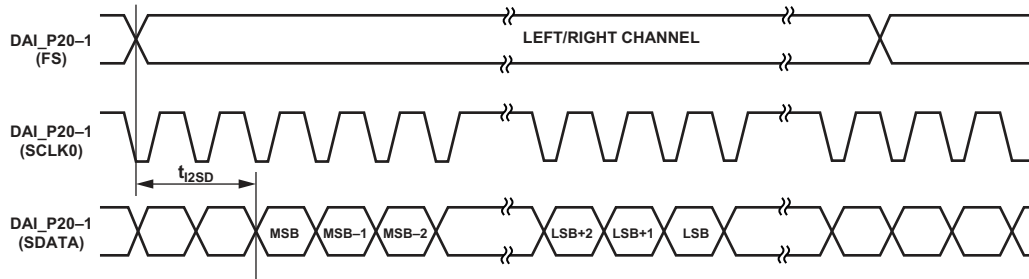 DAI_P20–1
(FS)
LEFT/RIGHT CHANNEL
DAI_P20–1
(SCLK0)
tI2SD
DAI_P20–1
(SDATA)
MSB
MSB–1
MSB–2
LSB+2
LSB+1
LSB